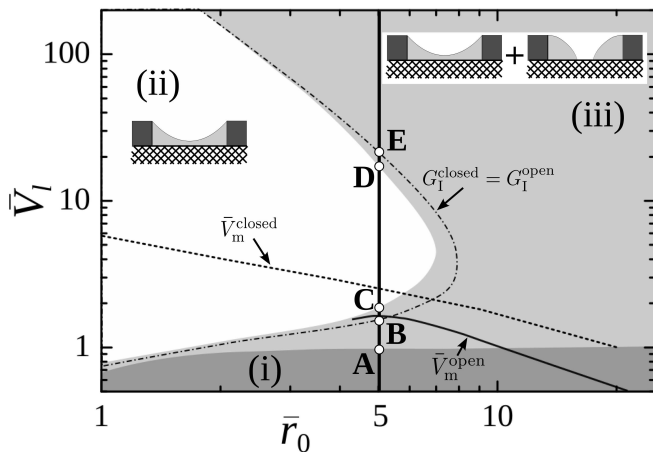 100
10
1
V̄_l
(ii)
+
(iii)
E
D
G_I^closed = G_I^open
V̄_m^closed
C
B
A
(i)
V̄_m^open
1
5
10
r̄_0